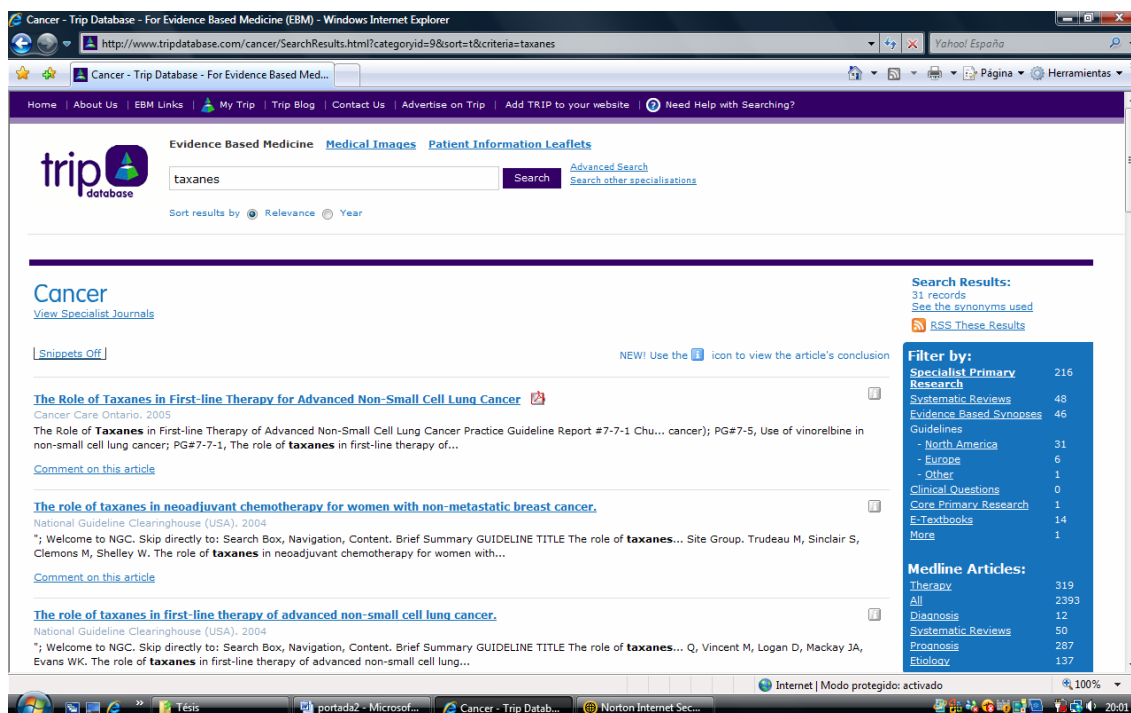 Cancer - Trip Database - For Evidence Based Medicine (EBM) - Windows Internet Explorer
http://www.tripdatabase.com/cancer/SearchResults.html?categoryid=9&sort=t&criteria=taxanes
Yahoo! España
Cancer - Trip Database - For Evidence Based Med...
Página
Herramientas
Home | About Us | EBM Links | My Trip | Trip Blog | Contact Us | Advertise on Trip | Add TRIP to your website | Need Help with Searching?
trip database
Evidence Based Medicine Medical Images Patient Information Leaflets
taxanes
Search
Advanced Search
Search other specialisations
Sort results by Relevance Year
Cancer
View Specialist Journals
Search Results:
31 records
See the synonyms used
RSS These Results
| Snippets Off |
NEW! Use the i icon to view the article's conclusion
The Role of Taxanes in First-line Therapy for Advanced Non-Small Cell Lung Cancer
Cancer Care Ontario. 2005
The Role of Taxanes in First-line Therapy of Advanced Non-Small Cell Lung Cancer Practice Guideline Report #7-7-1 Chu... cancer); PG#7-5, Use of vinorelbine in
non-small cell lung cancer; PG#7-7-1, The role of taxanes in first-line therapy of...
Comment on this article
The role of taxanes in neoadjuvant chemotherapy for women with non-metastatic breast cancer.
National Guideline Clearinghouse (USA). 2004
"; Welcome to NGC. Skip directly to: Search Box, Navigation, Content. Brief Summary GUIDELINE TITLE The role of taxanes... Site Group. Trudeau M, Sinclair S,
Clemons M, Shelley W. The role of taxanes in neoadjuvant chemotherapy for women with...
Comment on this article
The role of taxanes in first-line therapy of advanced non-small cell lung cancer.
National Guideline Clearinghouse (USA). 2004
"; Welcome to NGC. Skip directly to: Search Box, Navigation, Content. Brief Summary GUIDELINE TITLE The role of taxanes... Q, Vincent M, Logan D, Mackay JA,
Evans WK. The role of taxanes in first-line therapy of advanced non-small cell lung...
Filter by:
Specialist Primary Research 216
Systematic Reviews 48
Evidence Based Synopses 46
Guidelines
- North America 31
- Europe 6
- Other 1
Clinical Questions 0
Core Primary Research 1
E-Textbooks 14
More 1
Medline Articles:
Therapy 319
All 2393
Diagnosis 12
Systematic Reviews 50
Prognosis 287
Etiology 137
Internet | Modo protegido: activado
100%
Tésis
portada2 - Microsof...
Cancer - Trip Datab...
Norton Internet Sec...
20:01